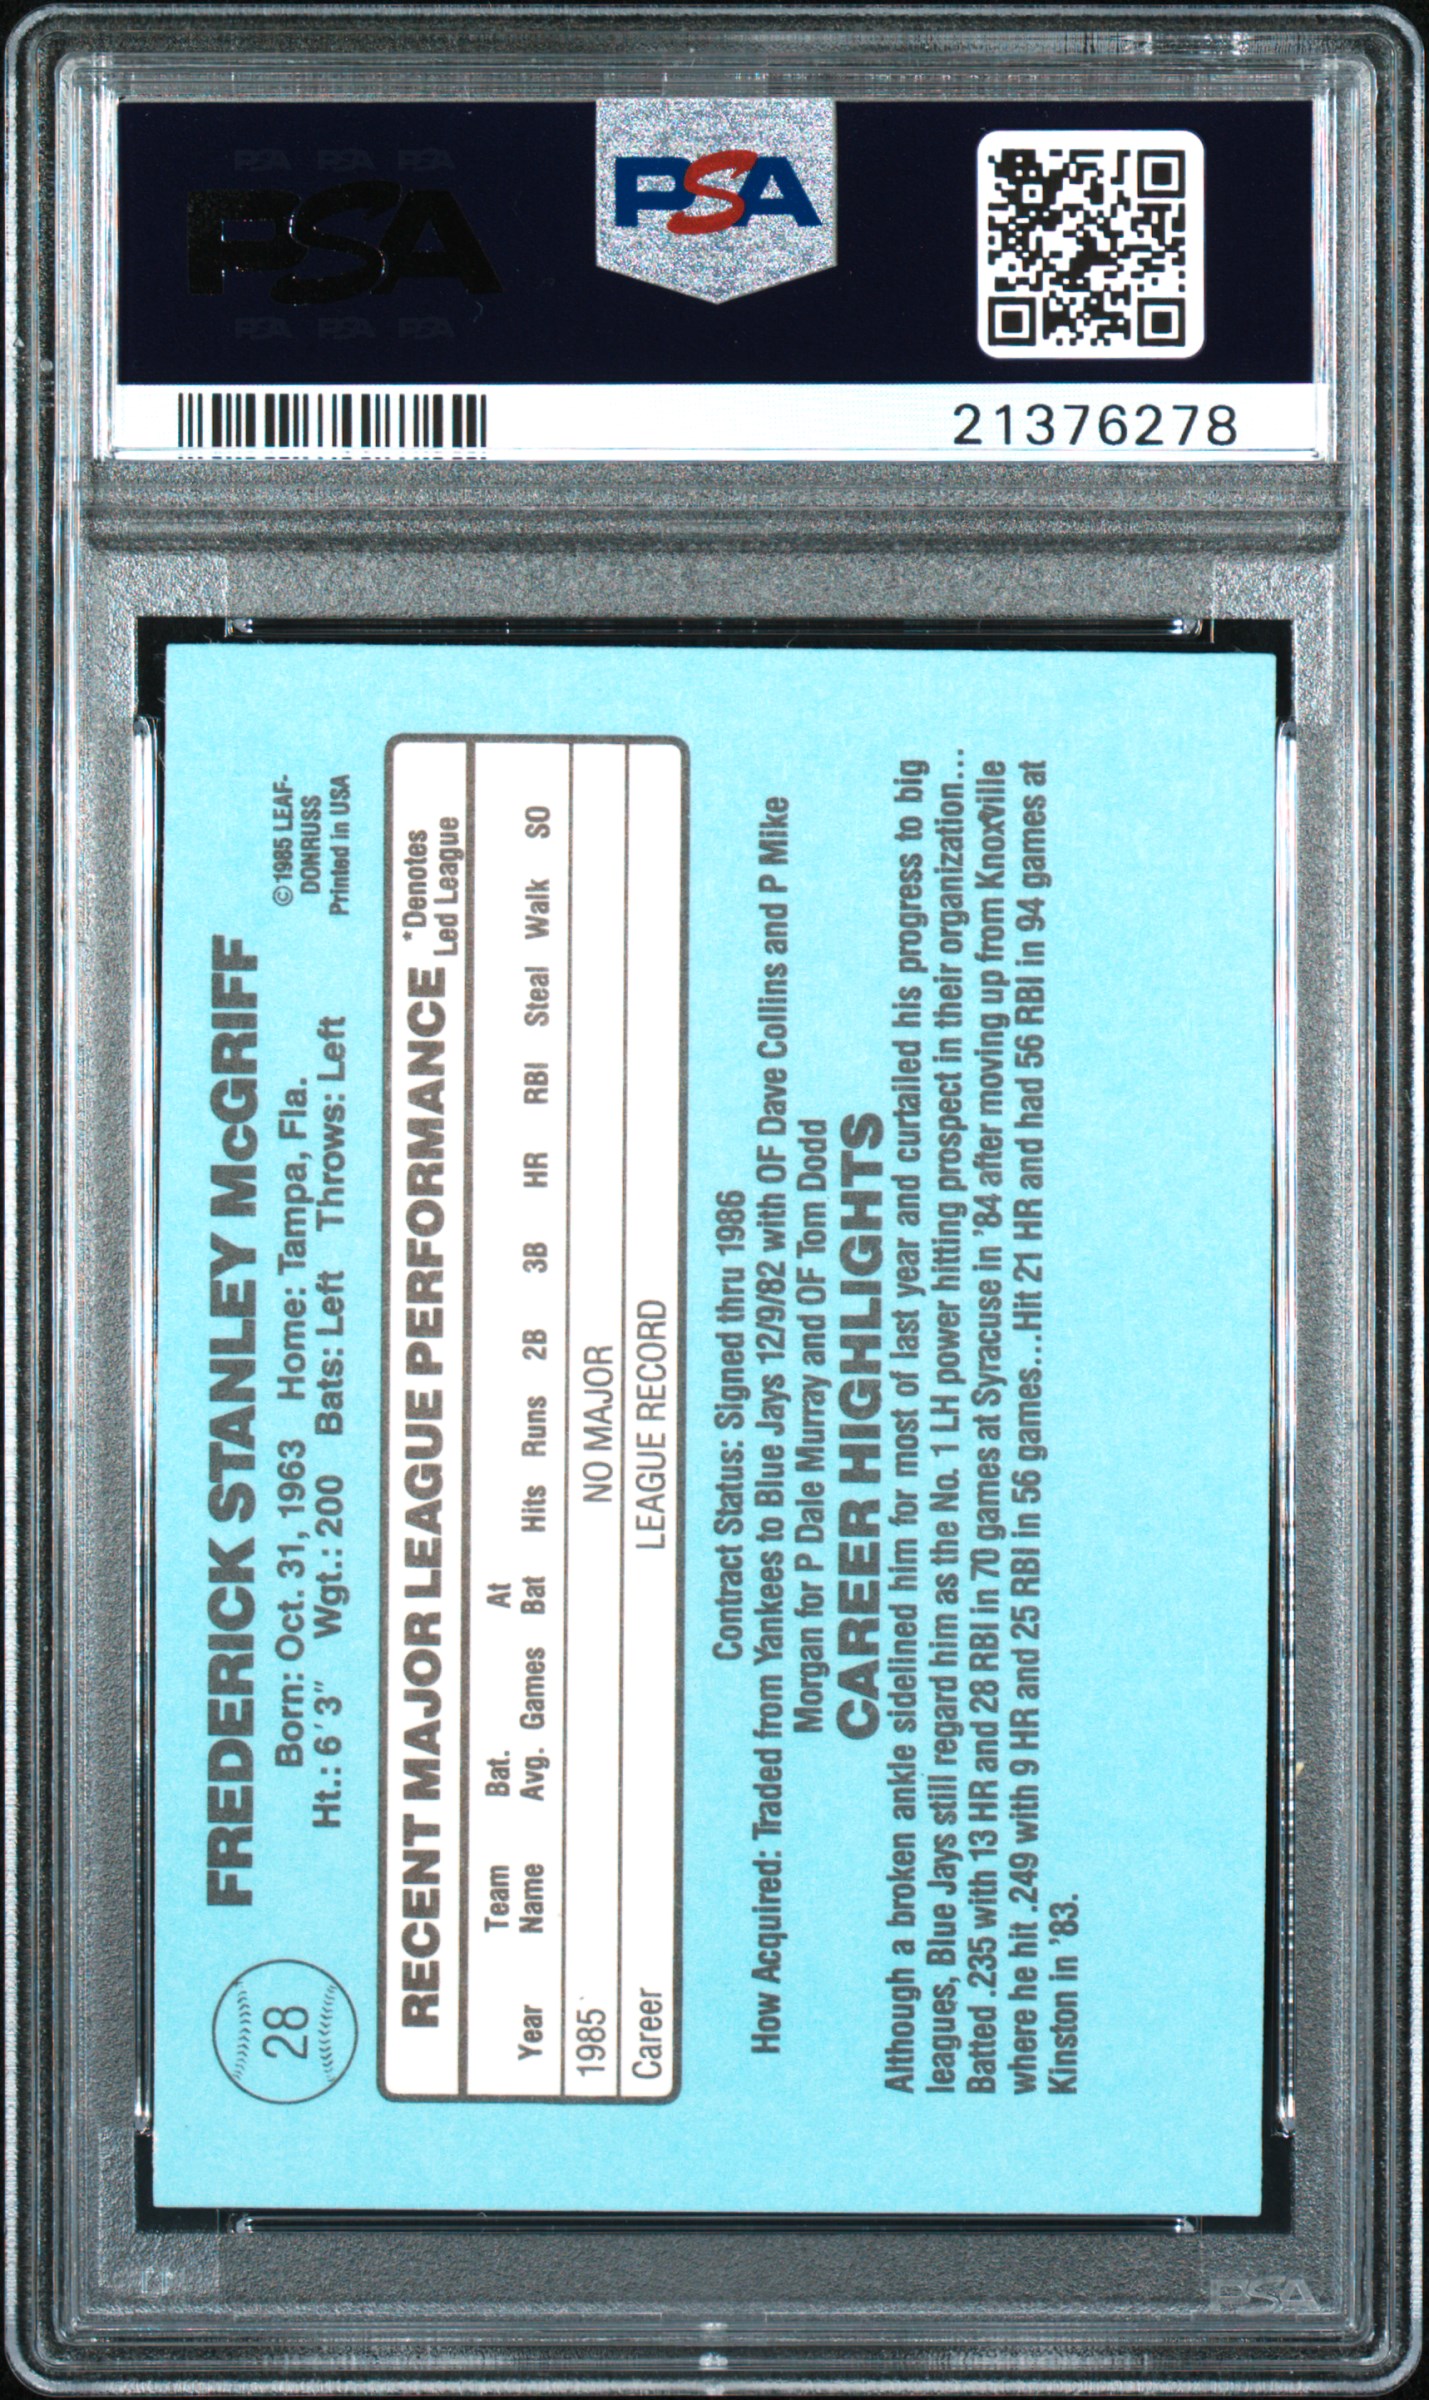 PSA PSA PSA
PSA
PSA PSA PSA
PSA
21376278
28
FREDERICK STANLEY McGRIFF
Born: Oct. 31, 1963 Home: Tampa, Fla.
Ht.: 6'3" Wgt.: 200 Bats: Left Throws: Left
© 1985 LEAF-
DONRUSS
Printed in USA
RECENT MAJOR LEAGUE PERFORMANCE
*Denotes
Led League
Team Bat. At
Year Name Avg. Games Bat Hits Runs 2B 3B HR RBI Steal Walk SO
1985 NO MAJOR
Career LEAGUE RECORD
Contract Status: Signed thru 1986
How Acquired: Traded from Yankees to Blue Jays 12/9/82 with OF Dave Collins and P Mike
Morgan for P Dale Murray and OF Tom Dodd
CAREER HIGHLIGHTS
Although a broken ankle sidelined him for most of last year and curtailed his progress to big
leagues, Blue Jays still regard him as the No. 1 LH power hitting prospect in their organization...
Batted .235 with 13 HR and 28 RBI in 70 games at Syracuse in '84 after moving up from Knoxville
where he hit .249 with 9 HR and 25 RBI in 56 games...Hit 21 HR and had 56 RBI in 94 games at
Kinston in '83.
PSA